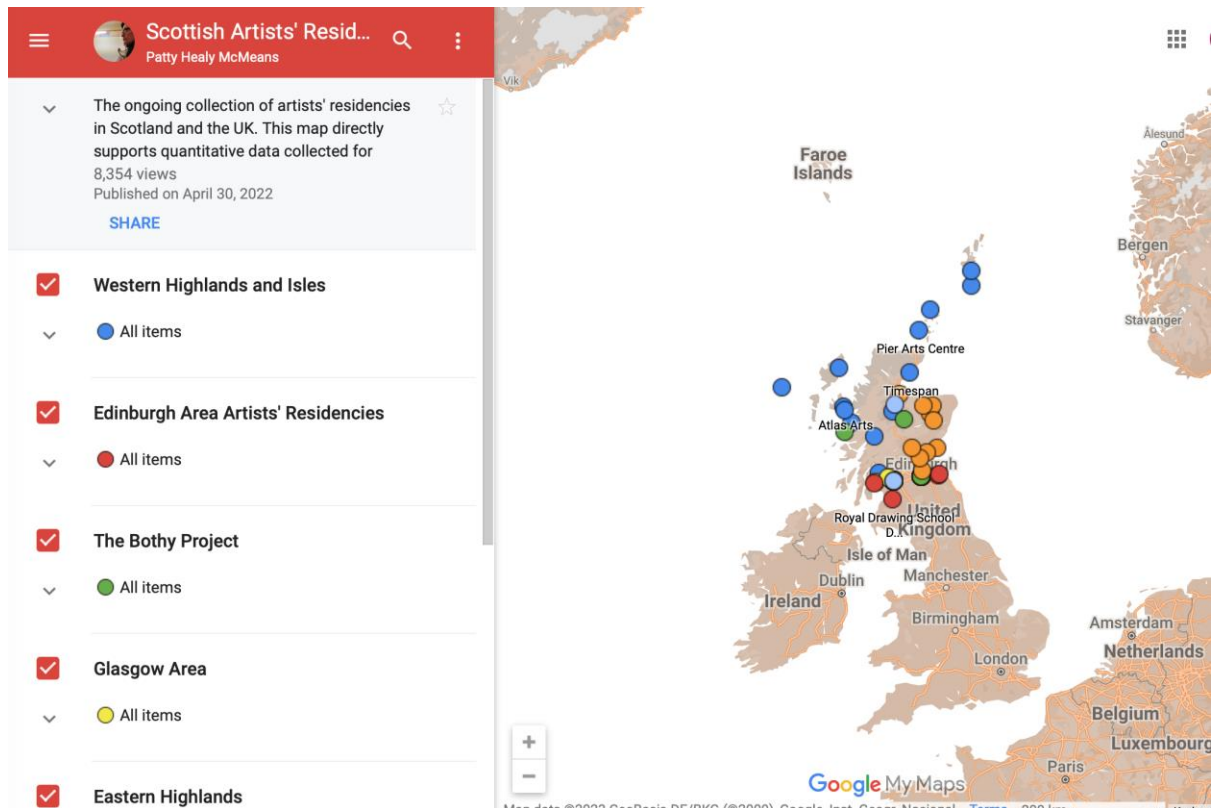 Scottish Artists' Resid...
Patty Healy McMeans
The ongoing collection of artists' residencies
in Scotland and the UK. This map directly
supports quantitative data collected for
8,354 views
Published on April 30, 2022
SHARE
Western Highlands and Isles
All items
Edinburgh Area Artists' Residencies
All items
The Bothy Project
All items
Glasgow Area
All items
Eastern Highlands
Vik
Faroe
Islands
Ålesund
Bergen
Stavanger
Pier Arts Centre
Timespan
Atlas Arts
Royal Drawing School
D...
United
Kingdom
Isle of Man
Dublin
Ireland
Manchester
Birmingham
London
Amsterdam
Netherlands
Belgium
Luxembourg
Paris
Google My Maps
Terms